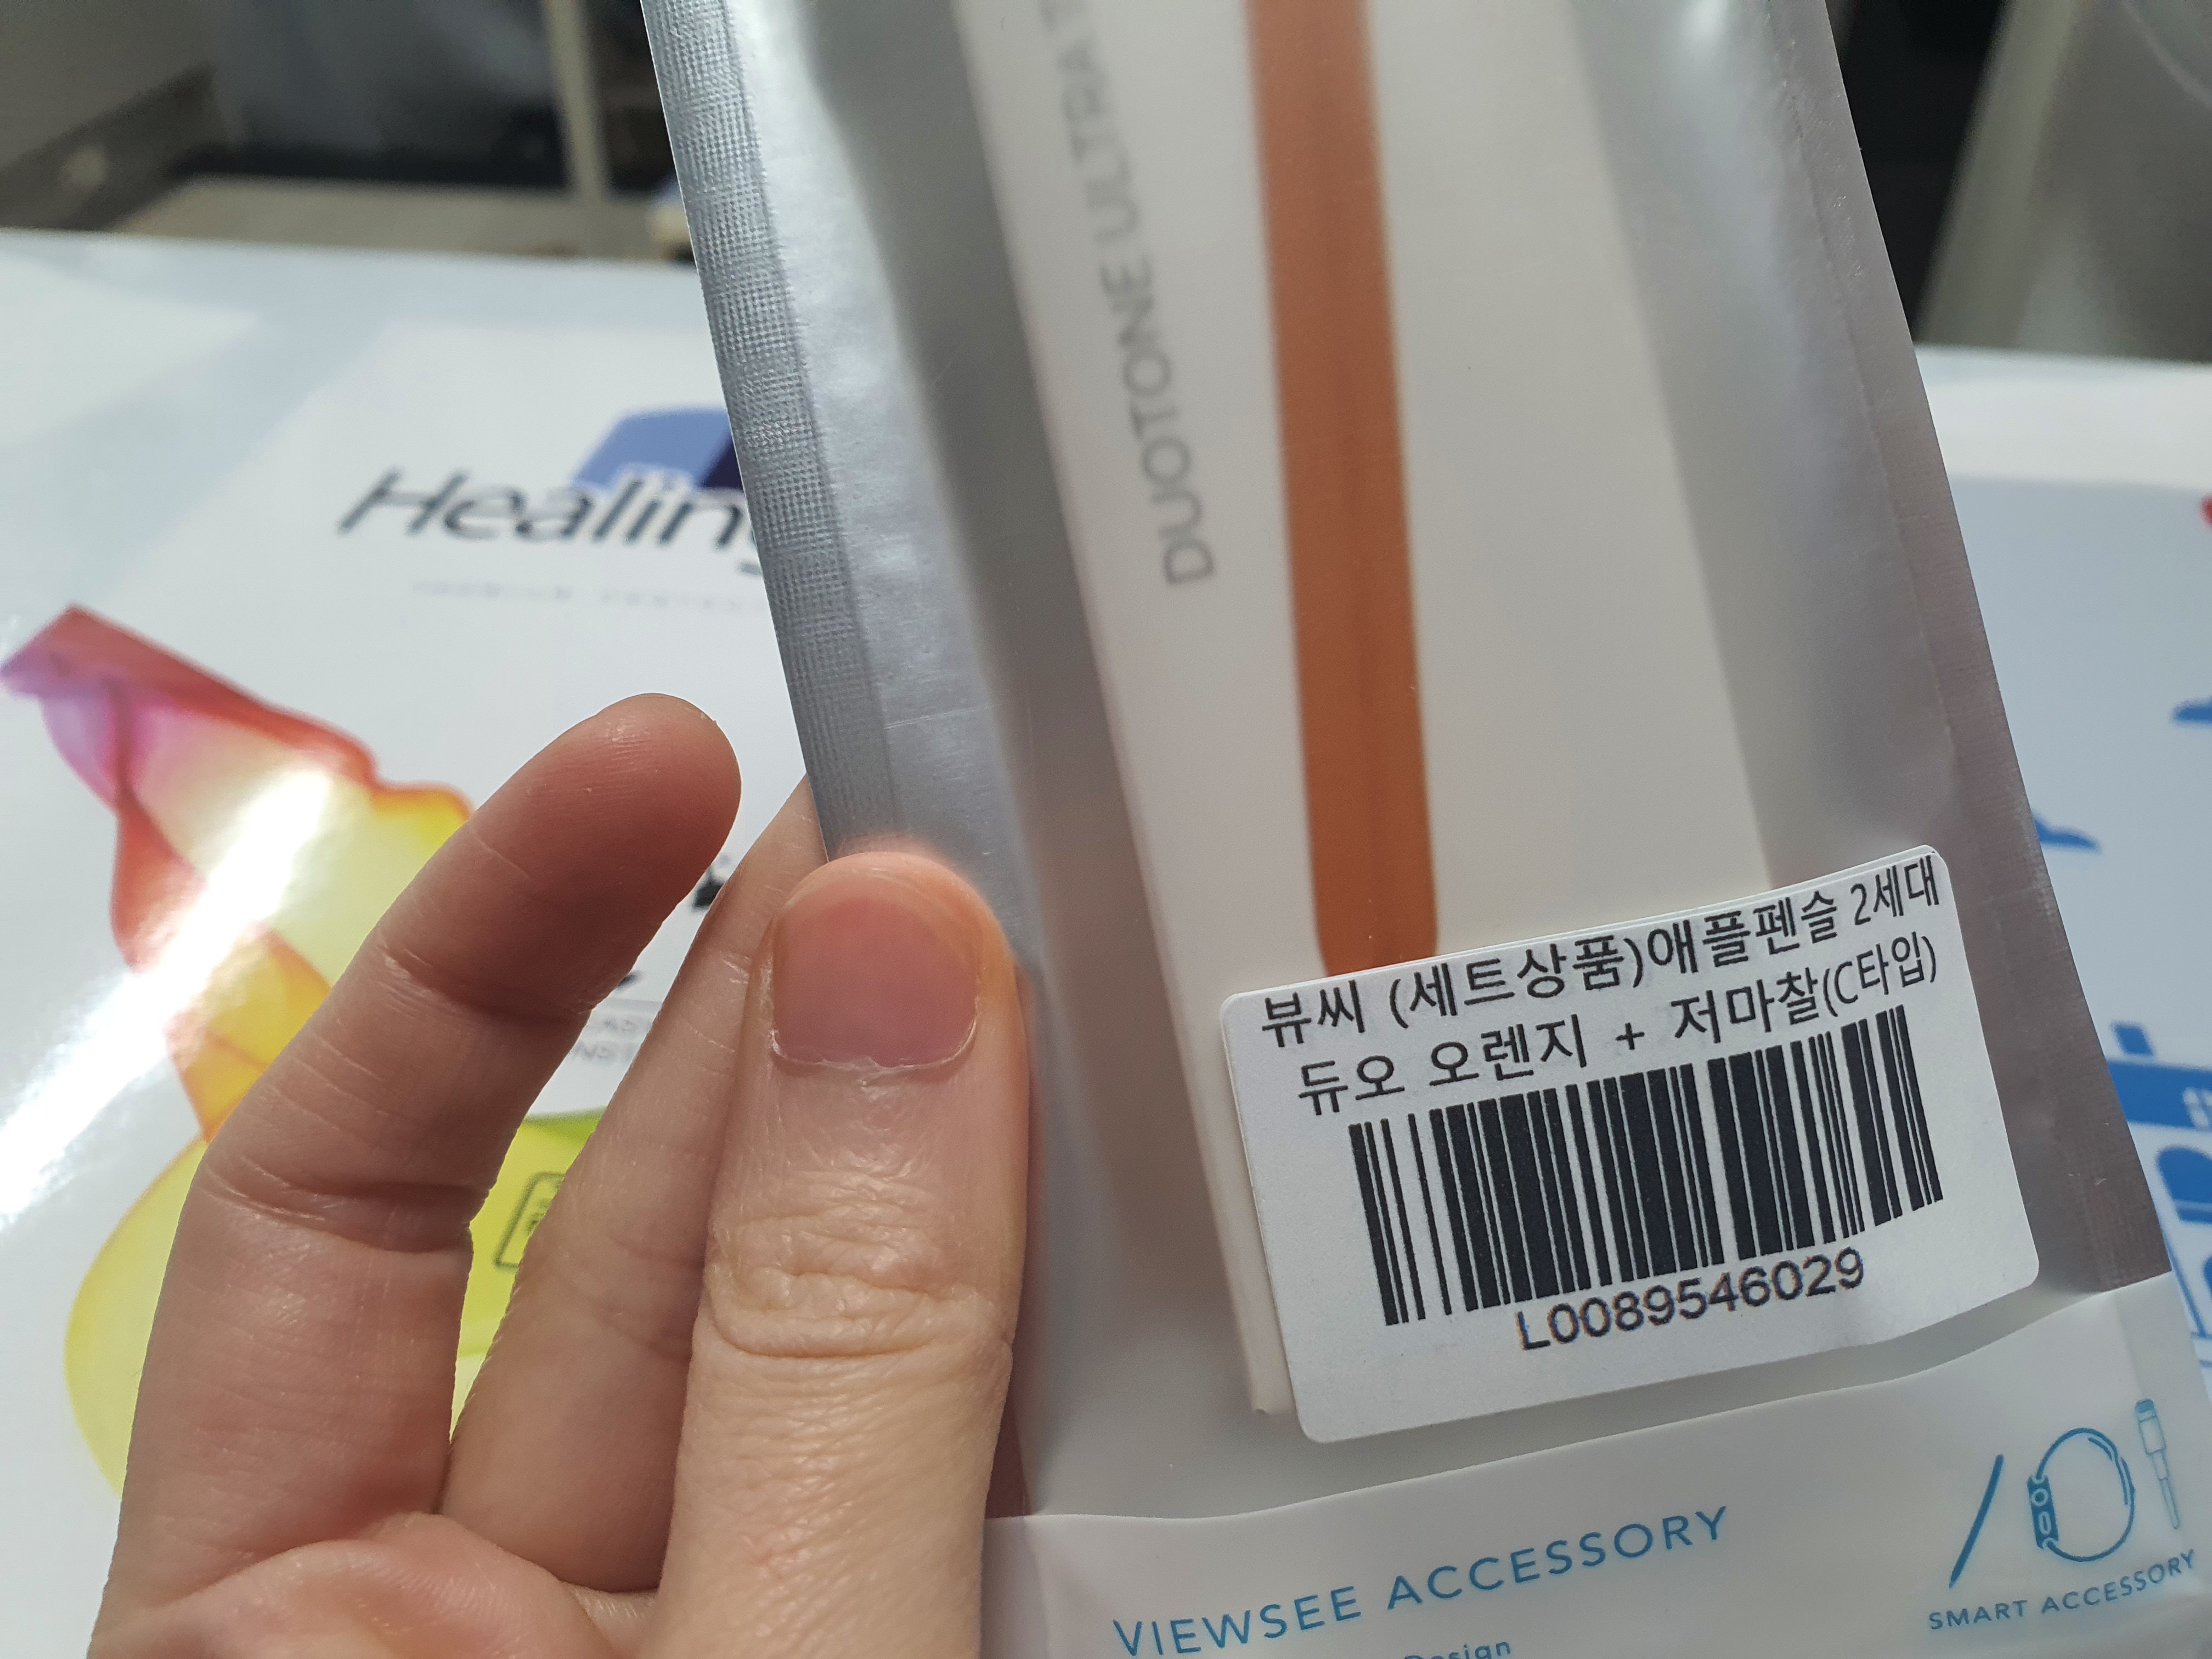 Healing
DUOTONE ULTRA
뷰씨 (세트상품)애플펜슬 2세대
듀오 오렌지 + 저마찰(C타입)
L0089546029
VIEWSEE ACCESSORY
Design
SMART ACCESSORY